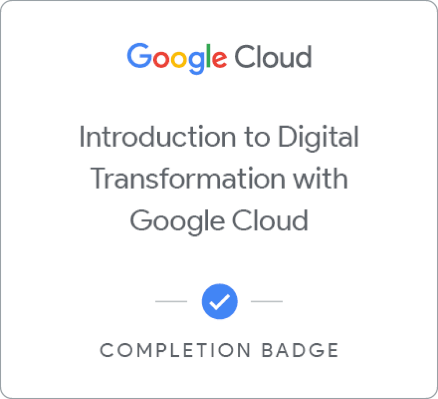 Google Cloud
Introduction to Digital
Transformation with
Google Cloud
COMPLETION BADGE